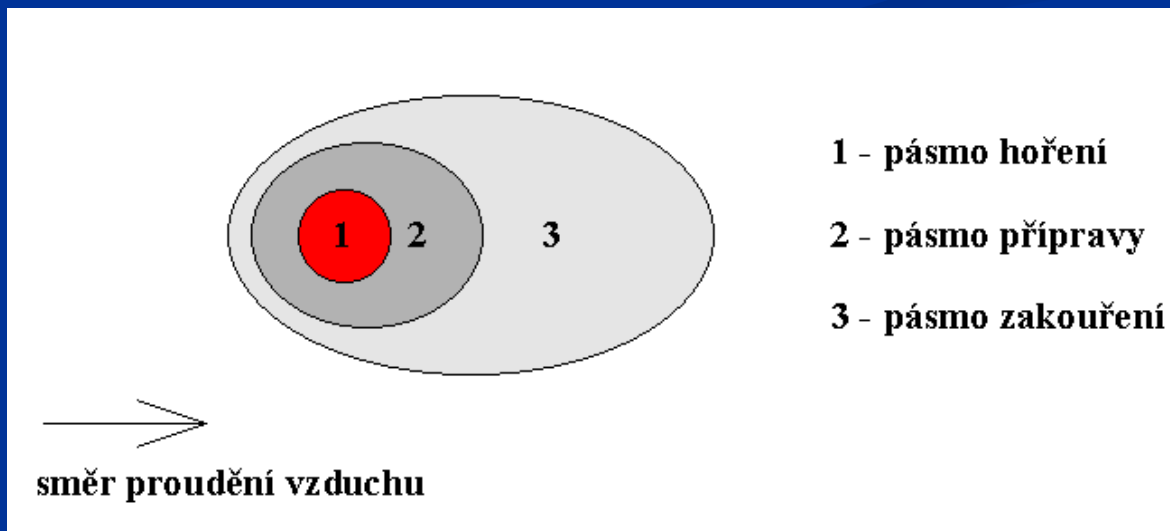 1
2
3
1 - pásmo hoření
2 - pásmo přípravy
3 - pásmo zakouření
směr proudění vzduchu